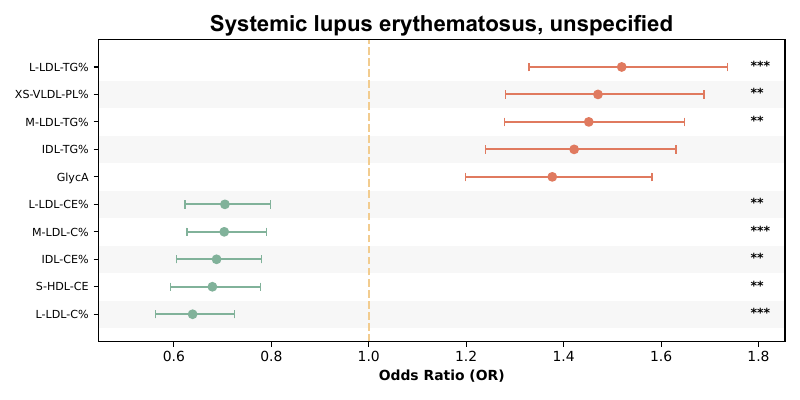 Systemic lupus erythematosus, unspecified
L-LDL-TG% ***
XS-VLDL-PL% **
M-LDL-TG% **
IDL-TG%
GlycA
L-LDL-CE% **
M-LDL-C% ***
IDL-CE% **
S-HDL-CE **
L-LDL-C% ***
0.6 0.8 1.0 1.2 1.4 1.6 1.8
Odds Ratio (OR)